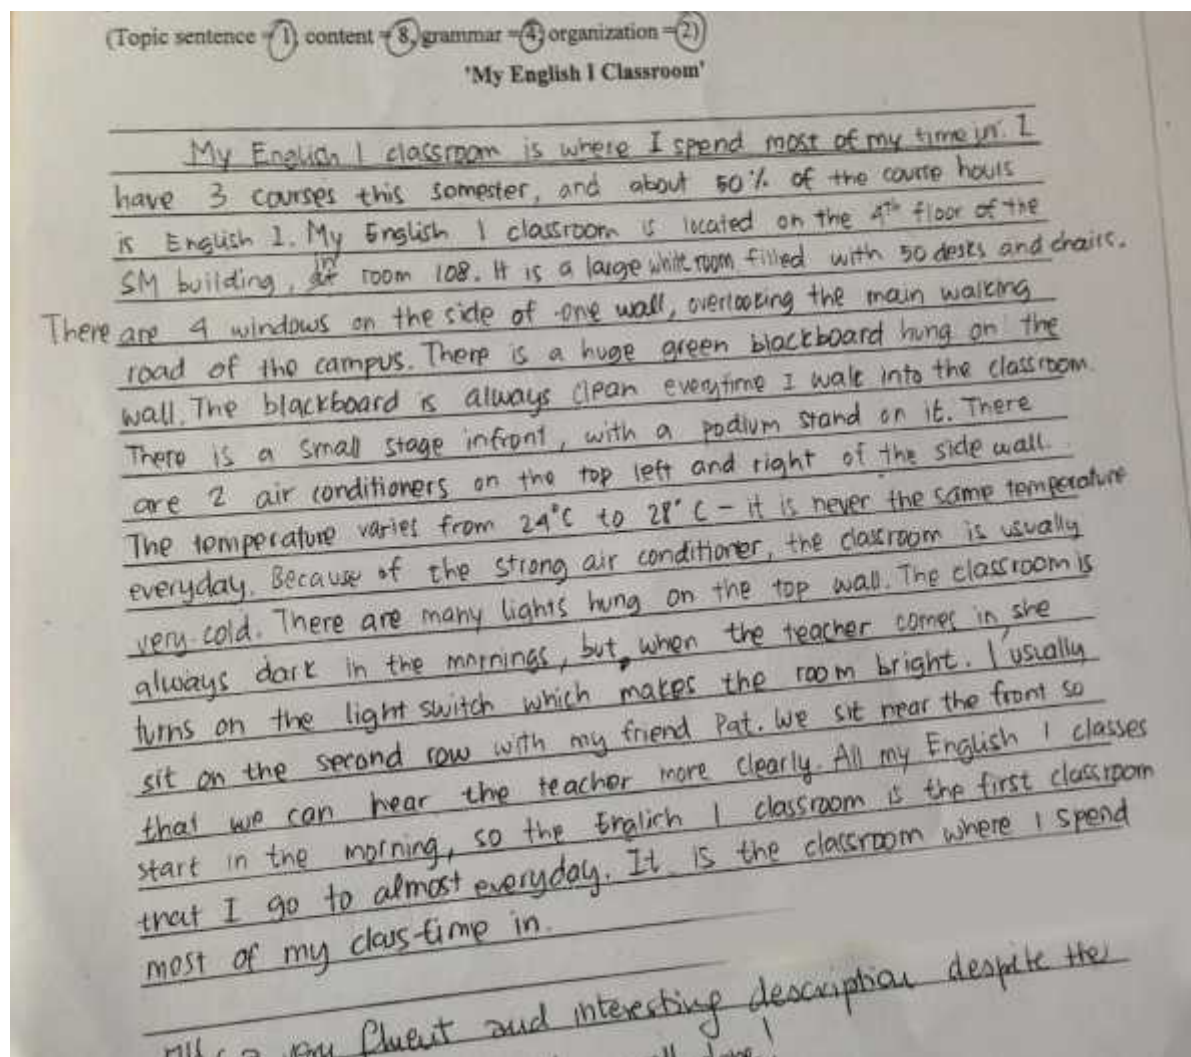 (Topic sentence = 1, content = 8, grammar = 4, organization = 2)
'My English I Classroom'
My English 1 classroom is where I spend most of my time in. I
have 3 courses this somester, and about 50% of the course hours
is English 1. My English 1 classroom is located on the 4th floor of the
SM building, in room 108. It is a large white room filled with 50 desks and chairs.
There are 4 windows on the side of one wall, overlooking the main walking
road of the campus. There is a huge green blackboard hung on the
wall. The blackboard is always clean everytime I walk into the classroom.
There is a small stage infront, with a podium stand on it. There
are 2 air conditioners on the top left and right of the side wall.
The temperature varies from 24°C to 28°C - it is never the same temperature
everyday. Because of the strong air conditioner, the classroom is usually
very cold. There are many lights hung on the top wall. The classroom is
always dark in the mornings, but, when the teacher comes in, she
turns on the light switch which makes the room bright. I usually
sit on the second row with my friend Pat. We sit near the front so
that we can hear the teacher more clearly. All my English 1 classes
start in the morning, so the English 1 classroom is the first classroom
that I go to almost everyday. It is the classroom where I spend
most of my class-time in.
fluent and interesting description despite the